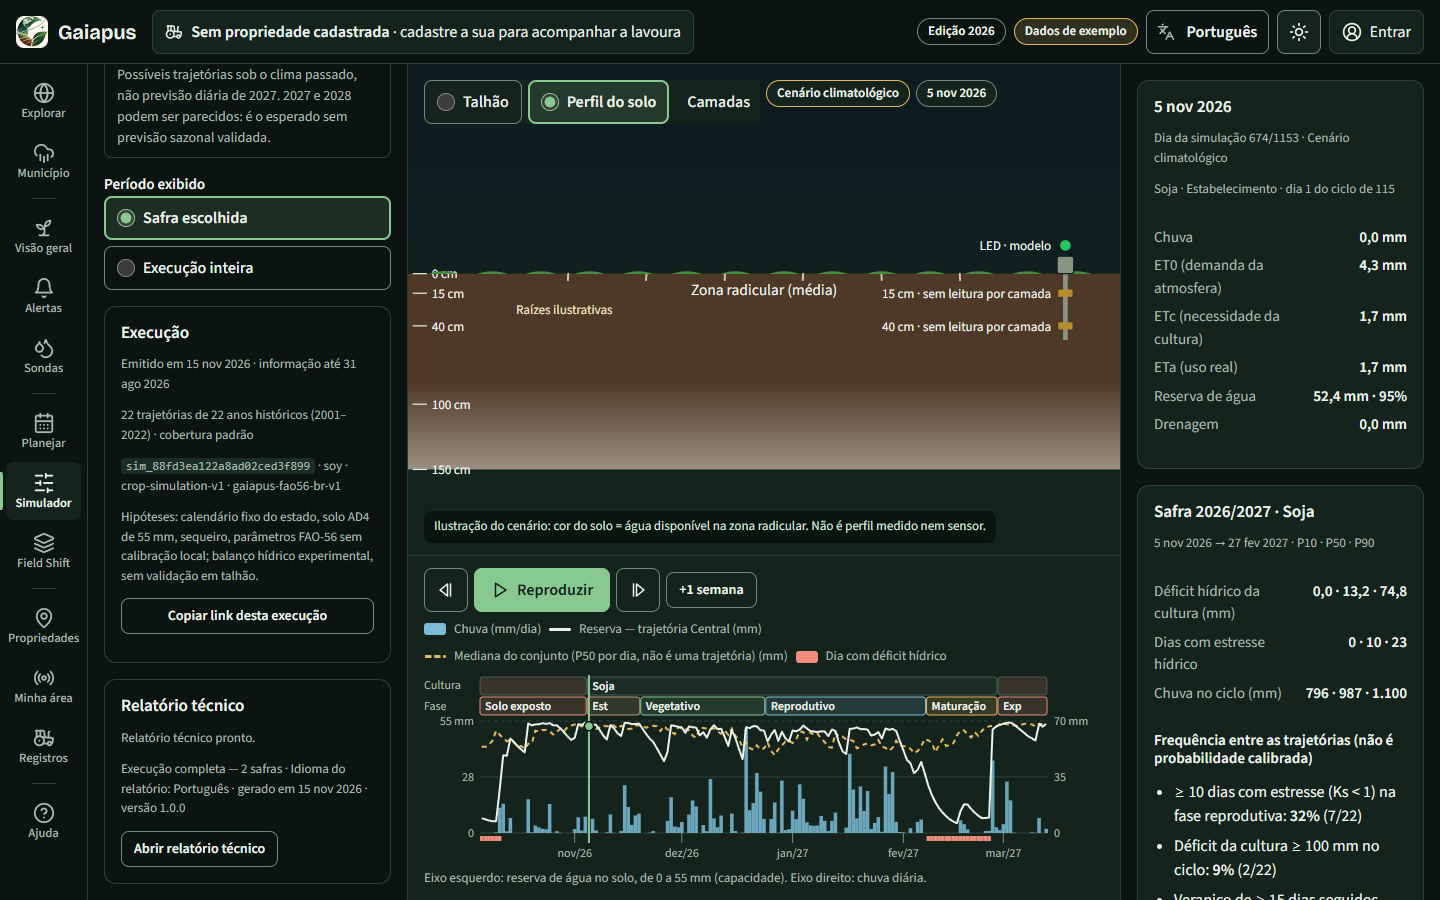 Gaiapus
Sem propriedade cadastrada · cadastre a sua para acompanhar a lavoura
Edição 2026
Dados de exemplo
Português
Entrar
Explorar
Município
Visão geral
Alertas
Sondas
Planejar
Simulador
Field Shift
Propriedades
Minha área
Registros
Ajuda
Possíveis trajetórias sob o clima passado,
não previsão diária de 2027. 2027 e 2028
podem ser parecidos: é o esperado sem
previsão sazonal validada.
Período exibido
Safra escolhida
Execução inteira
Execução
Emitido em 15 nov 2026 · informação até 31
ago 2026
22 trajetórias de 22 anos históricos (2001–
2022) · cobertura padrão
sim_88fd3ea122a8ad02ced3f899 · soy ·
crop-simulation-v1 · gaiapus-fao56-br-v1
Hipóteses: calendário fixo do estado, solo AD4
de 55 mm, sequeiro, parâmetros FAO-56 sem
calibração local; balanço hídrico experimental,
sem validação em talhão.
Copiar link desta execução
Relatório técnico
Relatório técnico pronto.
Execução completa — 2 safras · Idioma do
relatório: Português · gerado em 15 nov 2026 ·
versão 1.0.0
Abrir relatório técnico
Talhão
Perfil do solo
Camadas
Cenário climatológico
5 nov 2026
LED · modelo
0 cm
15 cm
Zona radicular (média)
15 cm · sem leitura por camada
Raízes ilustrativas
40 cm
40 cm · sem leitura por camada
100 cm
150 cm
Ilustração do cenário: cor do solo = água disponível na zona radicular. Não é perfil medido nem sensor.
Reproduzir
+1 semana
Chuva (mm/dia)
Reserva — trajetória Central (mm)
Mediana do conjunto (P50 por dia, não é uma trajetória) (mm)
Dia com déficit hídrico
Cultura
Soja
Fase
Solo exposto
Est
Vegetativo
Reprodutivo
Maturação
Exp
55 mm
70 mm
28
35
0
0
nov/26
dez/26
jan/27
fev/27
mar/27
Eixo esquerdo: reserva de água no solo, de 0 a 55 mm (capacidade). Eixo direito: chuva diária.
5 nov 2026
Dia da simulação 674/1153 · Cenário
climatológico
Soja · Estabelecimento · dia 1 do ciclo de 115
Chuva 0,0 mm
ET0 (demanda da 4,3 mm
atmosfera)
ETc (necessidade da 1,7 mm
cultura)
ETa (uso real) 1,7 mm
Reserva de água 52,4 mm · 95%
Drenagem 0,0 mm
Safra 2026/2027 · Soja
5 nov 2026 → 27 fev 2027 · P10 · P50 · P90
Déficit hídrico da 0,0 · 13,2 · 74,8
cultura (mm)
Dias com estresse 0 · 10 · 23
hídrico
Chuva no ciclo (mm) 796 · 987 · 1.100
Frequência entre as trajetórias (não é
probabilidade calibrada)
• ≥ 10 dias com estresse (Ks < 1) na
fase reprodutiva: 32% (7/22)
• Déficit da cultura ≥ 100 mm no
ciclo: 9% (2/22)
• Veranico de ≥ 15 dias seguidos